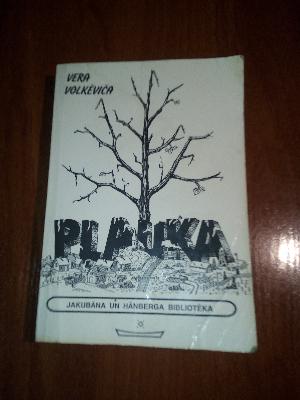 VERA
VOLKĒVIČA
PLAUKA
JAKUBĀNA UN HĀNBERGA BIBLIOTĒKA